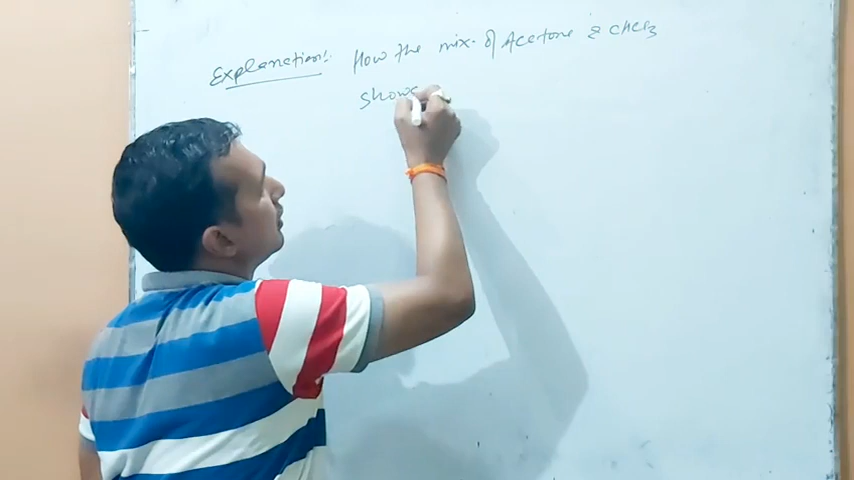 Explanation:- How the mix. of Acetone & CHCl3
shows